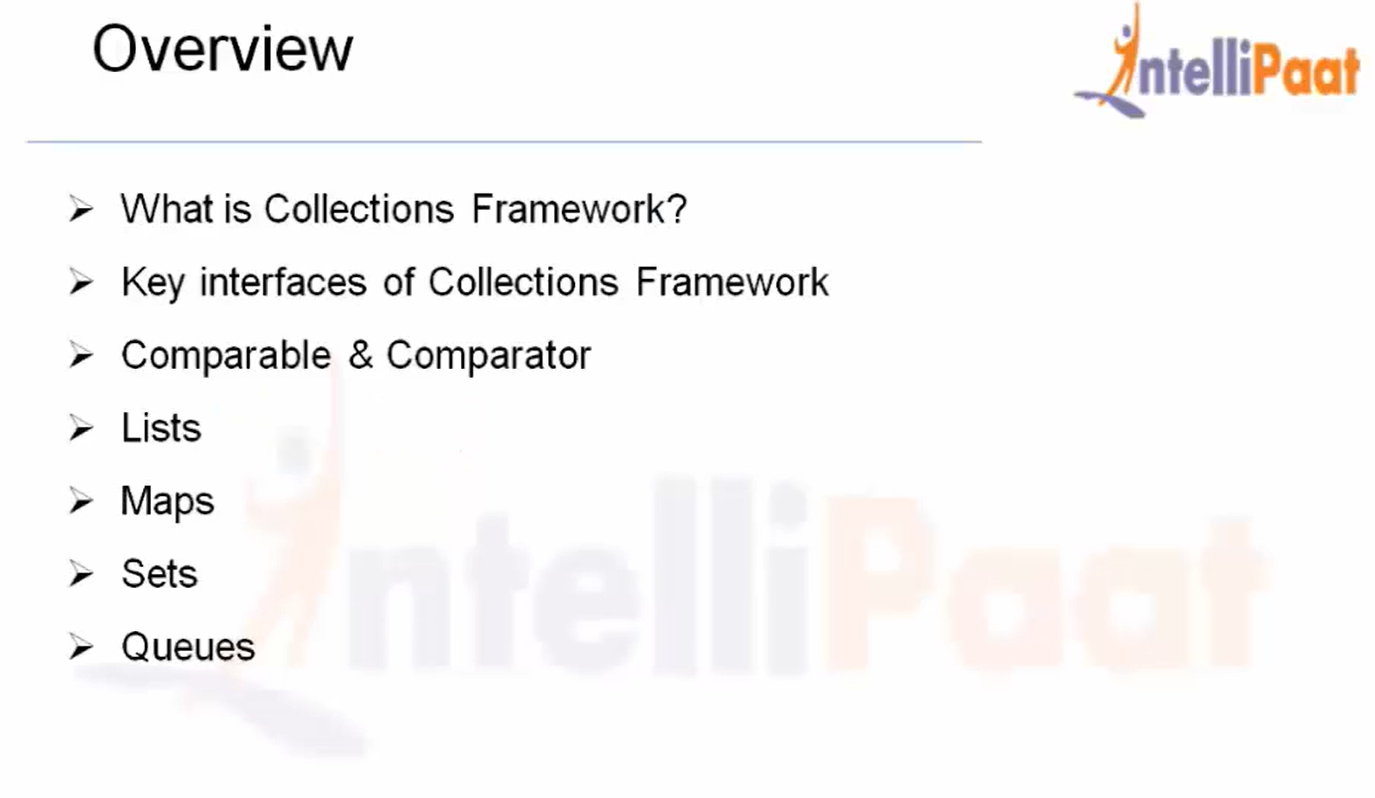 Overview
IntelliPaat
What is Collections Framework?
Key interfaces of Collections Framework
Comparable & Comparator
Lists
Maps
Sets
Queues
IntelliPaat